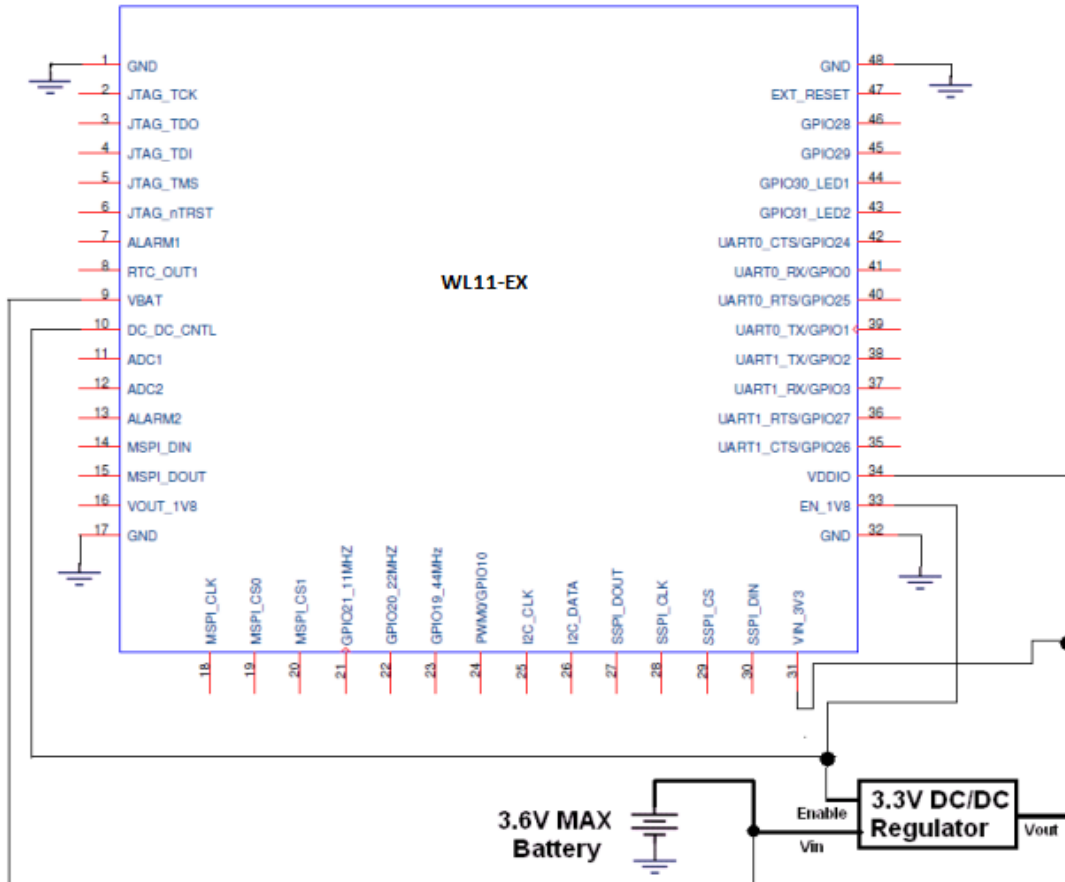 1 GND
2 JTAG_TCK
3 JTAG_TDO
4 JTAG_TDI
5 JTAG_TMS
6 JTAG_nTRST
7 ALARM1
8 RTC_OUT1
9 VBAT
10 DC_DC_CNTL
11 ADC1
12 ADC2
13 ALARM2
14 MSPI_DIN
15 MSPI_DOUT
16 VOUT_1V8
17 GND
WL11-EX
GND 48
EXT_RESET 47
GPIO28 46
GPIO29 45
GPIO30_LED1 44
GPIO31_LED2 43
UART0_CTS/GPIO24 42
UART0_RX/GPIO0 41
UART0_RTS/GPIO25 40
UART0_TX/GPIO1 39
UART1_TX/GPIO2 38
UART1_RX/GPIO3 37
UART1_RTS/GPIO27 36
UART1_CTS/GPIO26 35
VDDIO 34
EN_1V8 33
GND 32
MSPI_CLK 18
MSPI_CS0 19
MSPI_CS1 20
GPIO21_11MHZ 21
GPIO20_22MHZ 22
GPIO19_44MHz 23
PWM0/GPIO10 24
I2C_CLK 25
I2C_DATA 26
SSPI_DOUT 27
SSPI_CLK 28
SSPI_CS 29
SSPI_DIN 30
VIN_3V3 31
3.6V MAX
Battery
Enable
Vin
3.3V DC/DC
Regulator
Vout